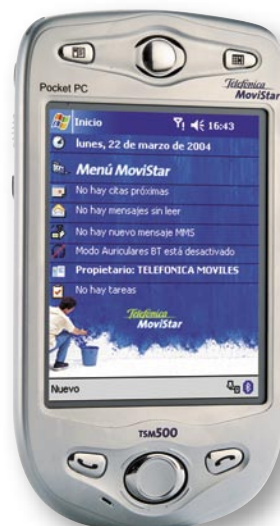 Pocket PC
Telefónica
MoviStar
Inicio 16:43
lunes, 22 de marzo de 2004
Menú MoviStar
No hay citas próximas
No hay mensajes sin leer
No hay nuevo mensaje MMS
Modo Auriculares BT está desactivado
Propietario: TELEFONICA MOVILES
No hay tareas
Telefónica
MoviStar
Nuevo
TSM500